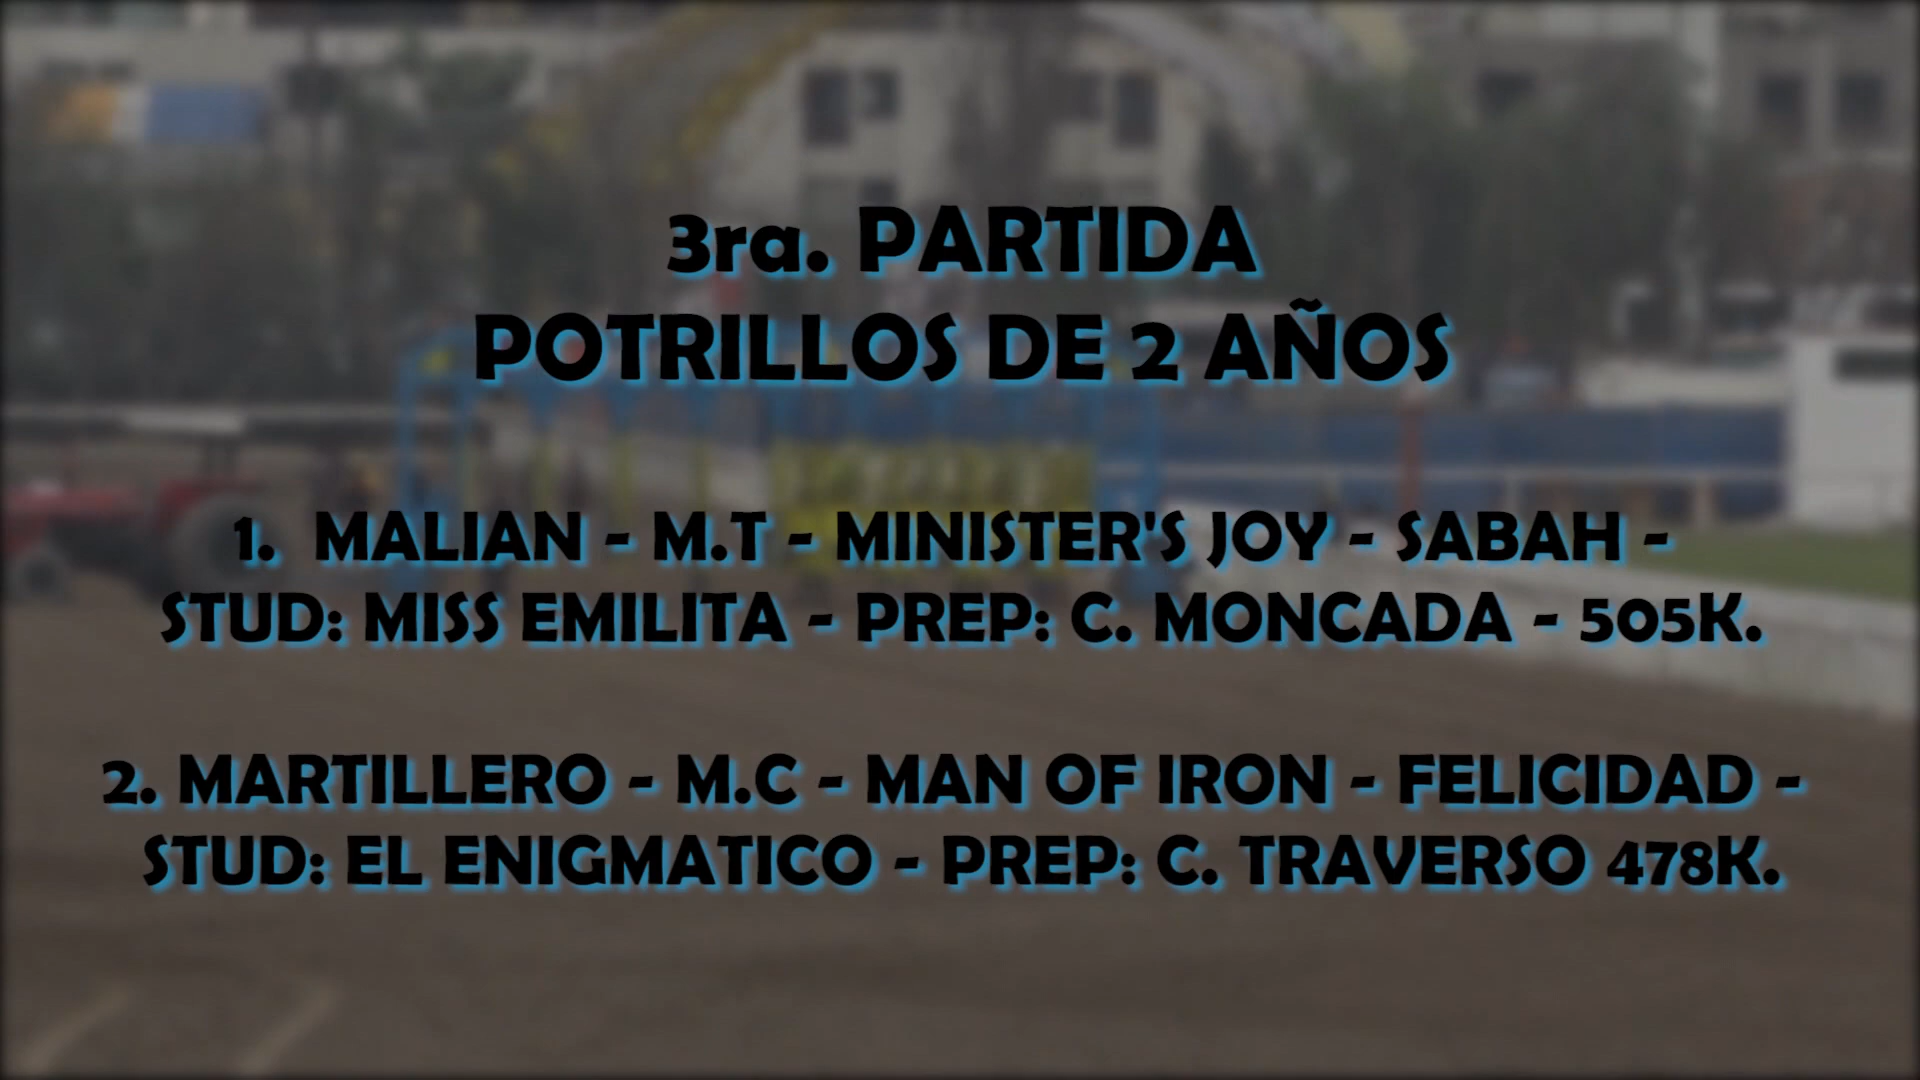 3ra. PARTIDA
POTRILLOS DE 2 AÑOS
1. MALIAN - M.T - MINISTER'S JOY - SABAH -
STUD: MISS EMILITA - PREP: C. MONCADA - 505K.
2. MARTILLERO - M.C - MAN OF IRON - FELICIDAD -
STUD: EL ENIGMATICO - PREP: C. TRAVERSO 478K.